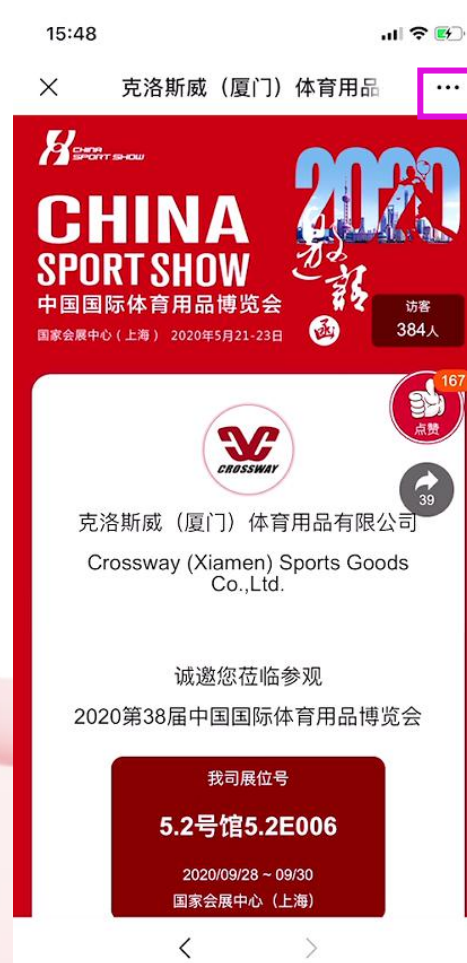 15:48
克洛斯威（厦门）体育用品
CHINA
SPORT SHOW
2020
CHINA
SPORT SHOW
邀请
函
中国国际体育用品博览会
国家会展中心（上海） 2020年5月21-23日
访客
384人
167
点赞
39
CROSSWAY
克洛斯威（厦门）体育用品有限公司
Crossway (Xiamen) Sports Goods
Co.,Ltd.
诚邀您莅临参观
2020第38届中国国际体育用品博览会
我司展位号
5.2号馆5.2E006
2020/09/28 ~ 09/30
国家会展中心（上海）